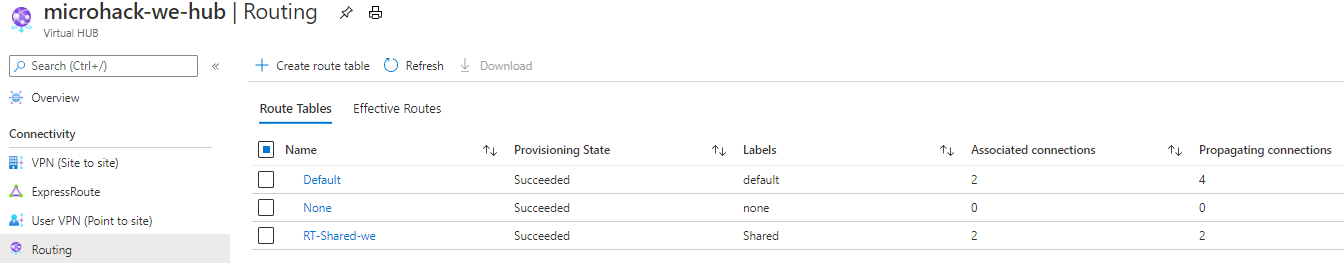 microhack-we-hub | Routing
Virtual HUB
Search (Ctrl+/)
«
Overview
Connectivity
VPN (Site to site)
ExpressRoute
User VPN (Point to site)
Routing
Create route table Refresh Download
Route Tables Effective Routes
Name Provisioning State Labels Associated connections Propagating connections
Default Succeeded default 2 4
None Succeeded none 0 0
RT-Shared-we Succeeded Shared 2 2